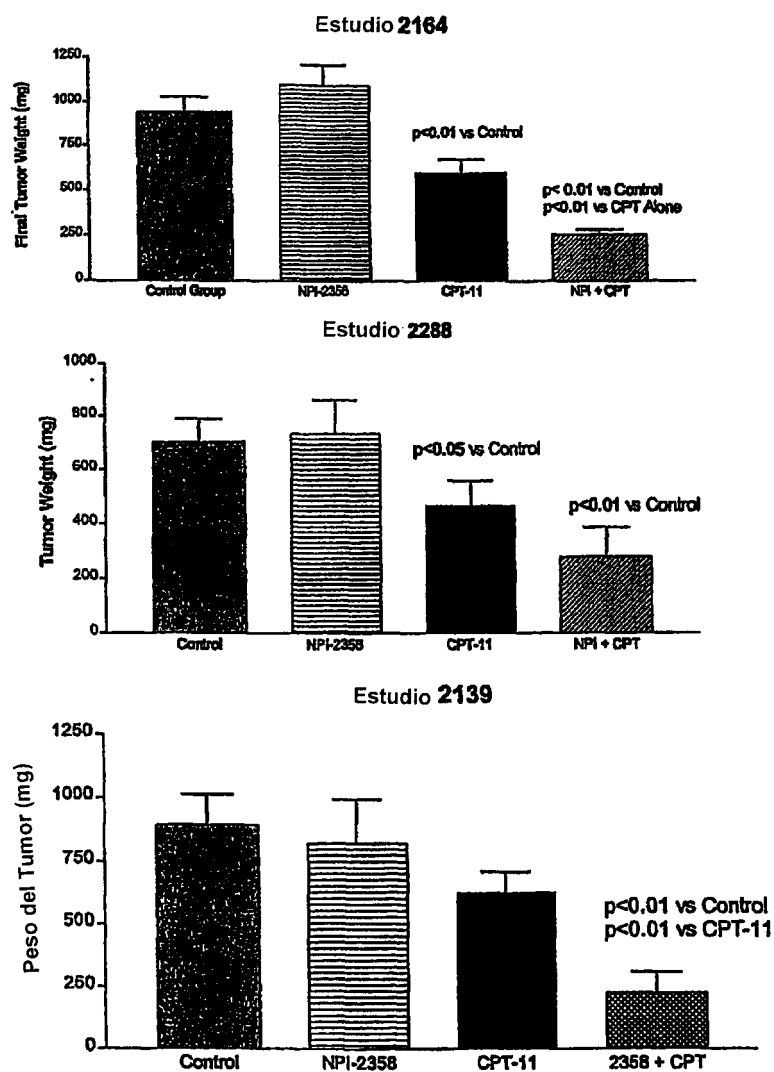 Estudio 2164
Final Tumor Weight (mg)
1250
1000
750
500
250
0
p<0.01 vs Control
p< 0.01 vs Control
p<0.01 vs CPT Alone
Control Group
NPI-2358
CPT-11
NPI + CPT
Estudio 2288
Tumor Weight (mg)
1000
800
600
400
200
0
p<0.05 vs Control
p<0.01 vs Control
Control
NPI-2358
CPT-11
NPI + CPT
Estudio 2139
Peso del Tumor (mg)
1250
1000
750
500
250
0
p<0.01 vs Control
p<0.01 vs CPT-11
Control
NPI-2358
CPT-11
2358 + CPT